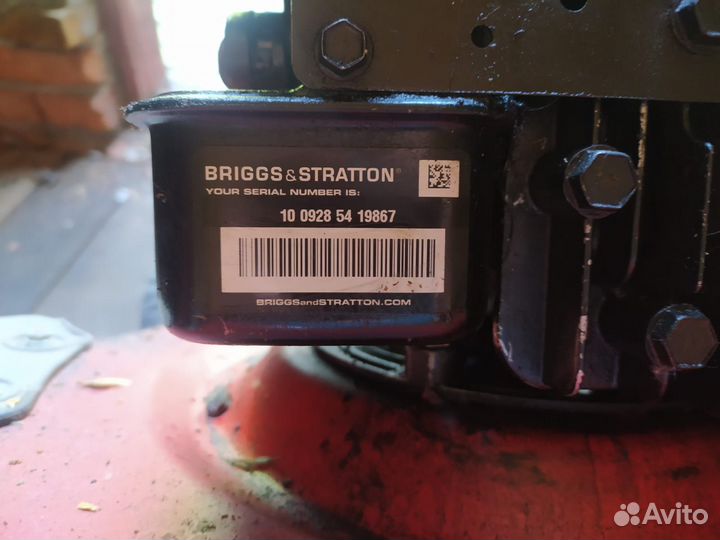 BRIGGS&STRATTON®
YOUR SERIAL NUMBER IS:
10 0928 54 19867
BRIGGSandSTRATTON.COM
Avito